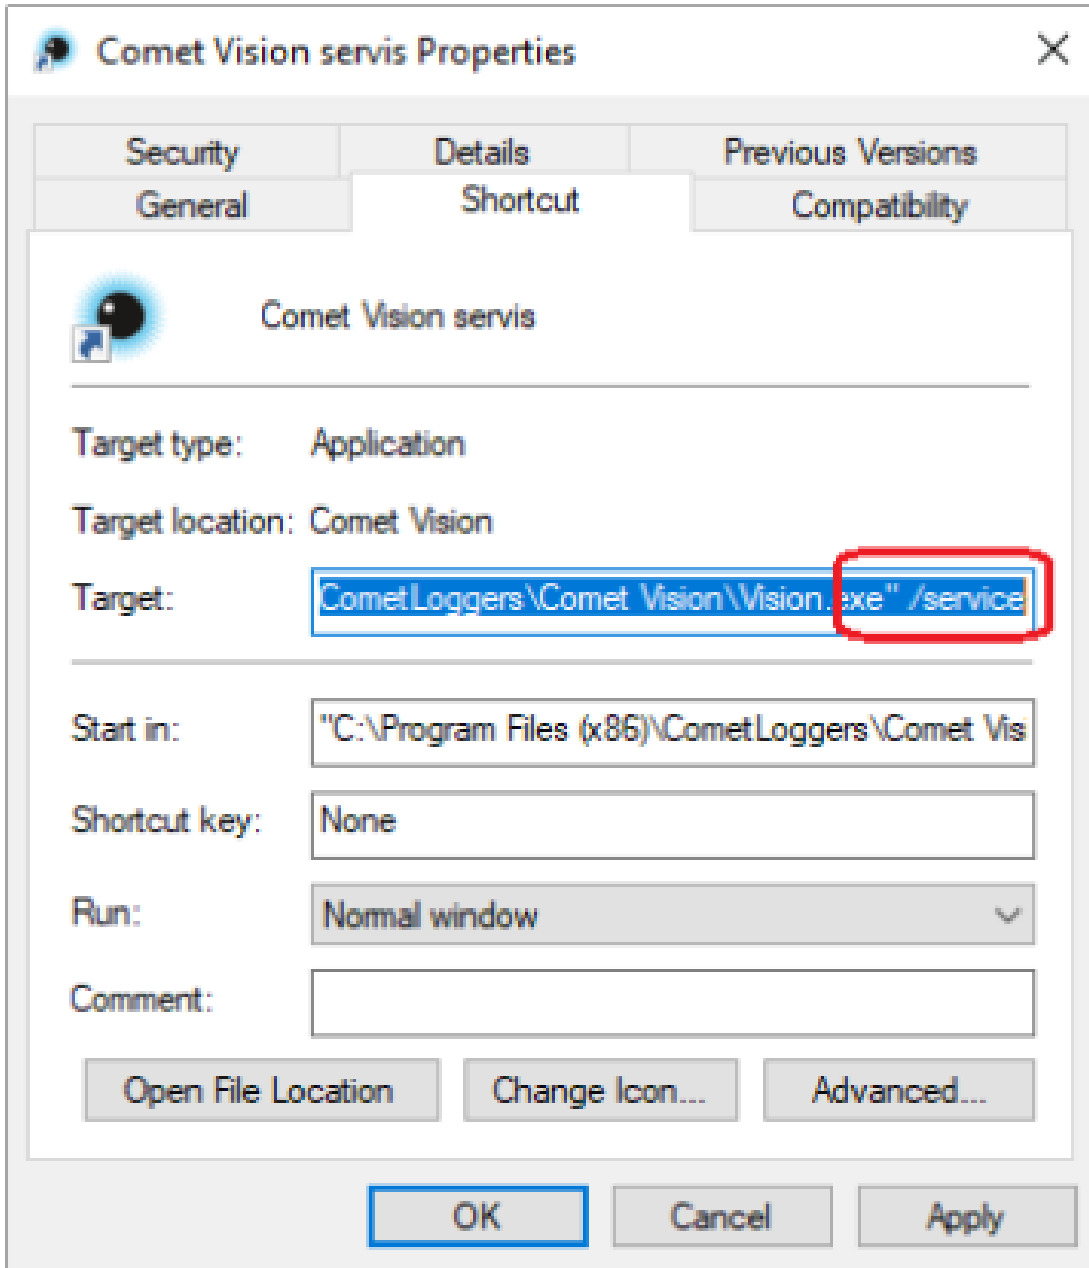 Comet Vision servis Properties
Security Details Previous Versions
General Shortcut Compatibility
Comet Vision servis
Target type: Application
Target location: Comet Vision
Target: CometLoggers\Comet Vision\Vision.exe" /service
Start in: "C:\Program Files (x86)\CometLoggers\Comet Vis
Shortcut key: None
Run: Normal window
Comment:
Open File Location Change Icon... Advanced...
OK Cancel Apply